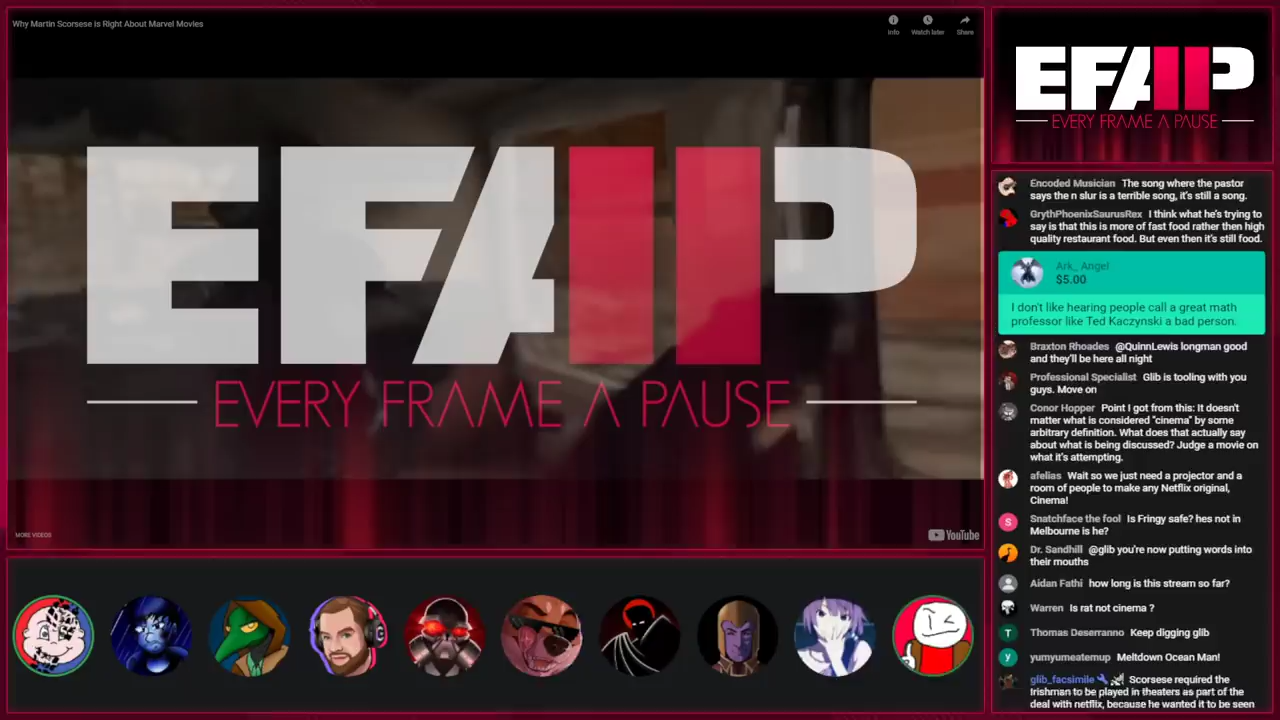 Why Martin Scorsese is Right About Marvel Movies
Info
Watch later
Share
EFAP
EVERY FRAME A PAUSE
MORE VIDEOS
YouTube
G
EFAP
EVERY FRAME A PAUSE
Encoded Musician The song where the pastor
says the n slur is a terrible song, it's still a song.
GrythPhoenixSaurusRex I think what he's trying to
say is that this is more of fast food rather then high
quality restaurant food. But even then it's still food.
Ark_ Angel
$5.00
I don't like hearing people call a great math
professor like Ted Kaczynski a bad person.
Braxton Rhoades @QuinnLewis longman good
and they'll be here all night
Professional Specialist Glib is tooling with you
guys. Move on
Conor Hopper Point I got from this: It doesn't
matter what is considered "cinema" by some
arbitrary definition. What does that actually say
about what is being discussed? Judge a movie on
what it's attempting.
afelias Wait so we just need a projector and a
room of people to make any Netflix original,
Cinema!
S
Snatchface the fool Is Fringy safe? hes not in
Melbourne is he?
Dr. Sandhill @glib you're now putting words into
their mouths
Aidan Fathi how long is this stream so far?
Warren Is rat not cinema ?
T
Thomas Deserranno Keep digging glib
y
yumyumeatemup Meltdown Ocean Man!
glib_facsimile Scorsese required the
Irishman to be played in theaters as part of the
deal with netflix, because he wanted it to be seen